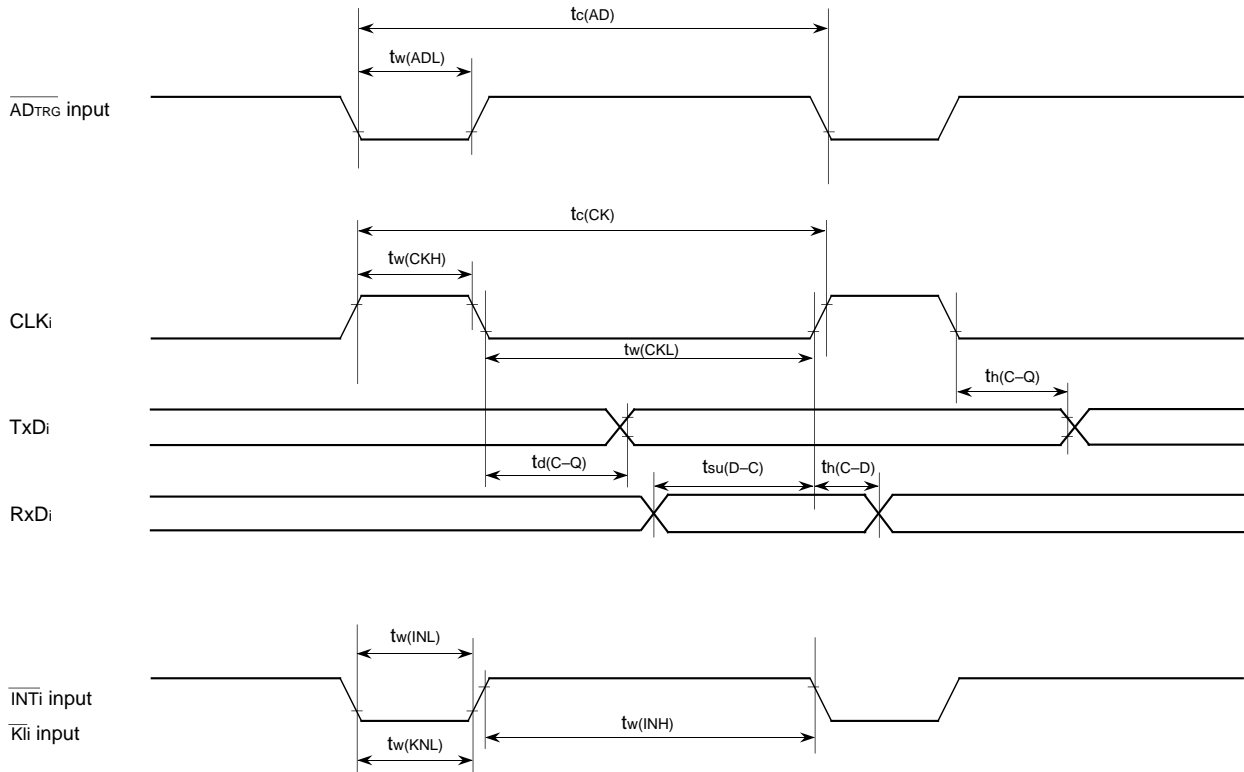 tc(AD)
tw(ADL)
ADTRG input
tc(CK)
tw(CKH)
CLKi
tw(CKL)
th(C–Q)
TxDi
td(C–Q)
tsu(D–C)
th(C–D)
RxDi
tw(INL)
INTi input
KIi input
tw(INH)
tw(KNL)